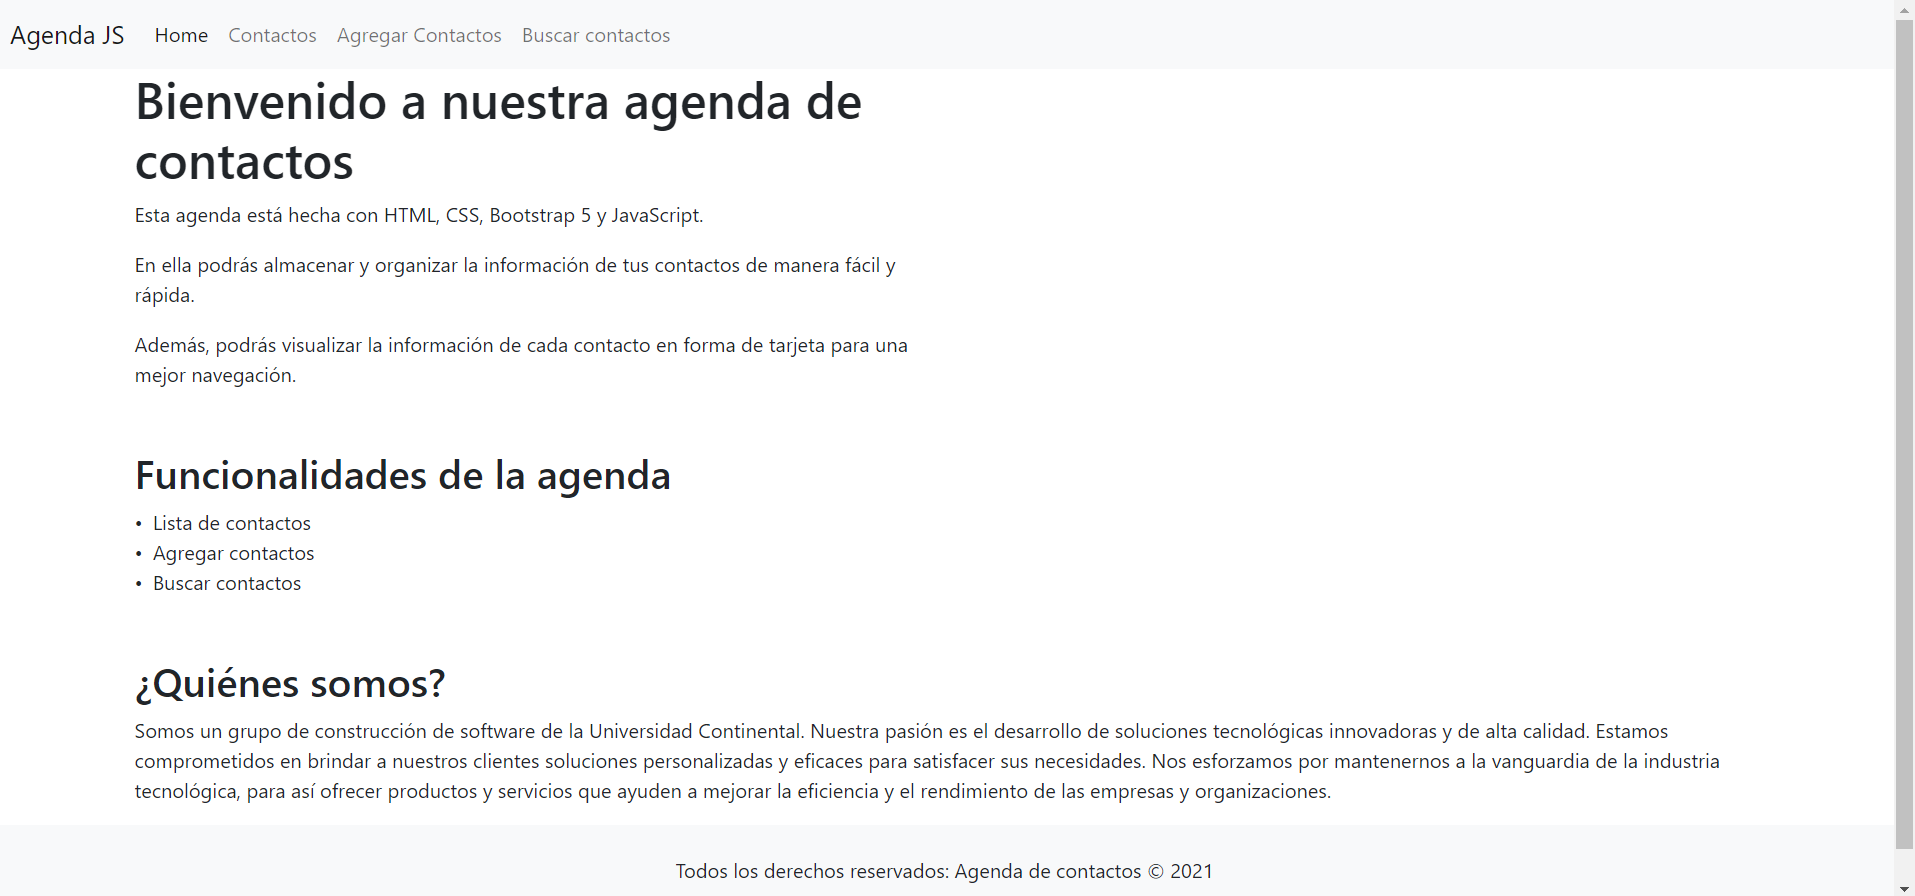 Agenda JS Home Contactos Agregar Contactos Buscar contactos
Bienvenido a nuestra agenda de
contactos
Esta agenda está hecha con HTML, CSS, Bootstrap 5 y JavaScript.
En ella podrás almacenar y organizar la información de tus contactos de manera fácil y
rápida.
Además, podrás visualizar la información de cada contacto en forma de tarjeta para una
mejor navegación.
Funcionalidades de la agenda
• Lista de contactos
• Agregar contactos
• Buscar contactos
¿Quiénes somos?
Somos un grupo de construcción de software de la Universidad Continental. Nuestra pasión es el desarrollo de soluciones tecnológicas innovadoras y de alta calidad. Estamos
comprometidos en brindar a nuestros clientes soluciones personalizadas y eficaces para satisfacer sus necesidades. Nos esforzamos por mantenernos a la vanguardia de la industria
tecnológica, para así ofrecer productos y servicios que ayuden a mejorar la eficiencia y el rendimiento de las empresas y organizaciones.
Todos los derechos reservados: Agenda de contactos © 2021